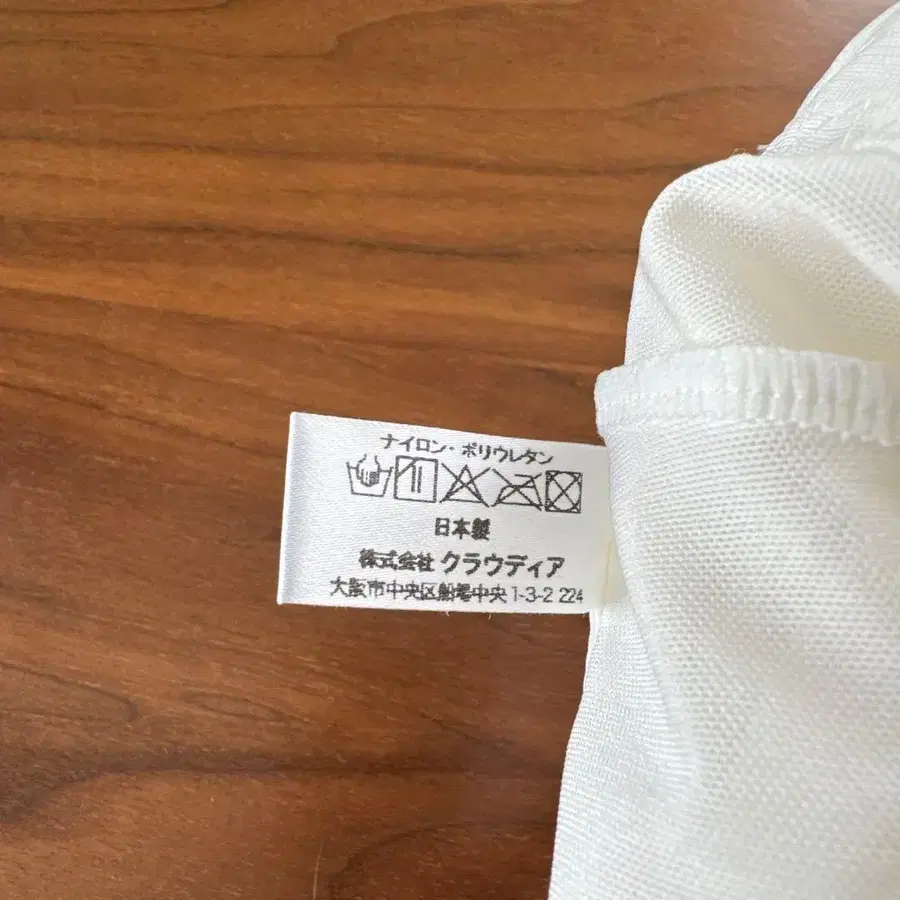 ナイロン・ポリウレタン
日本製
株式会社 クラウディア
大阪市中央区船場中央1-3-2 224